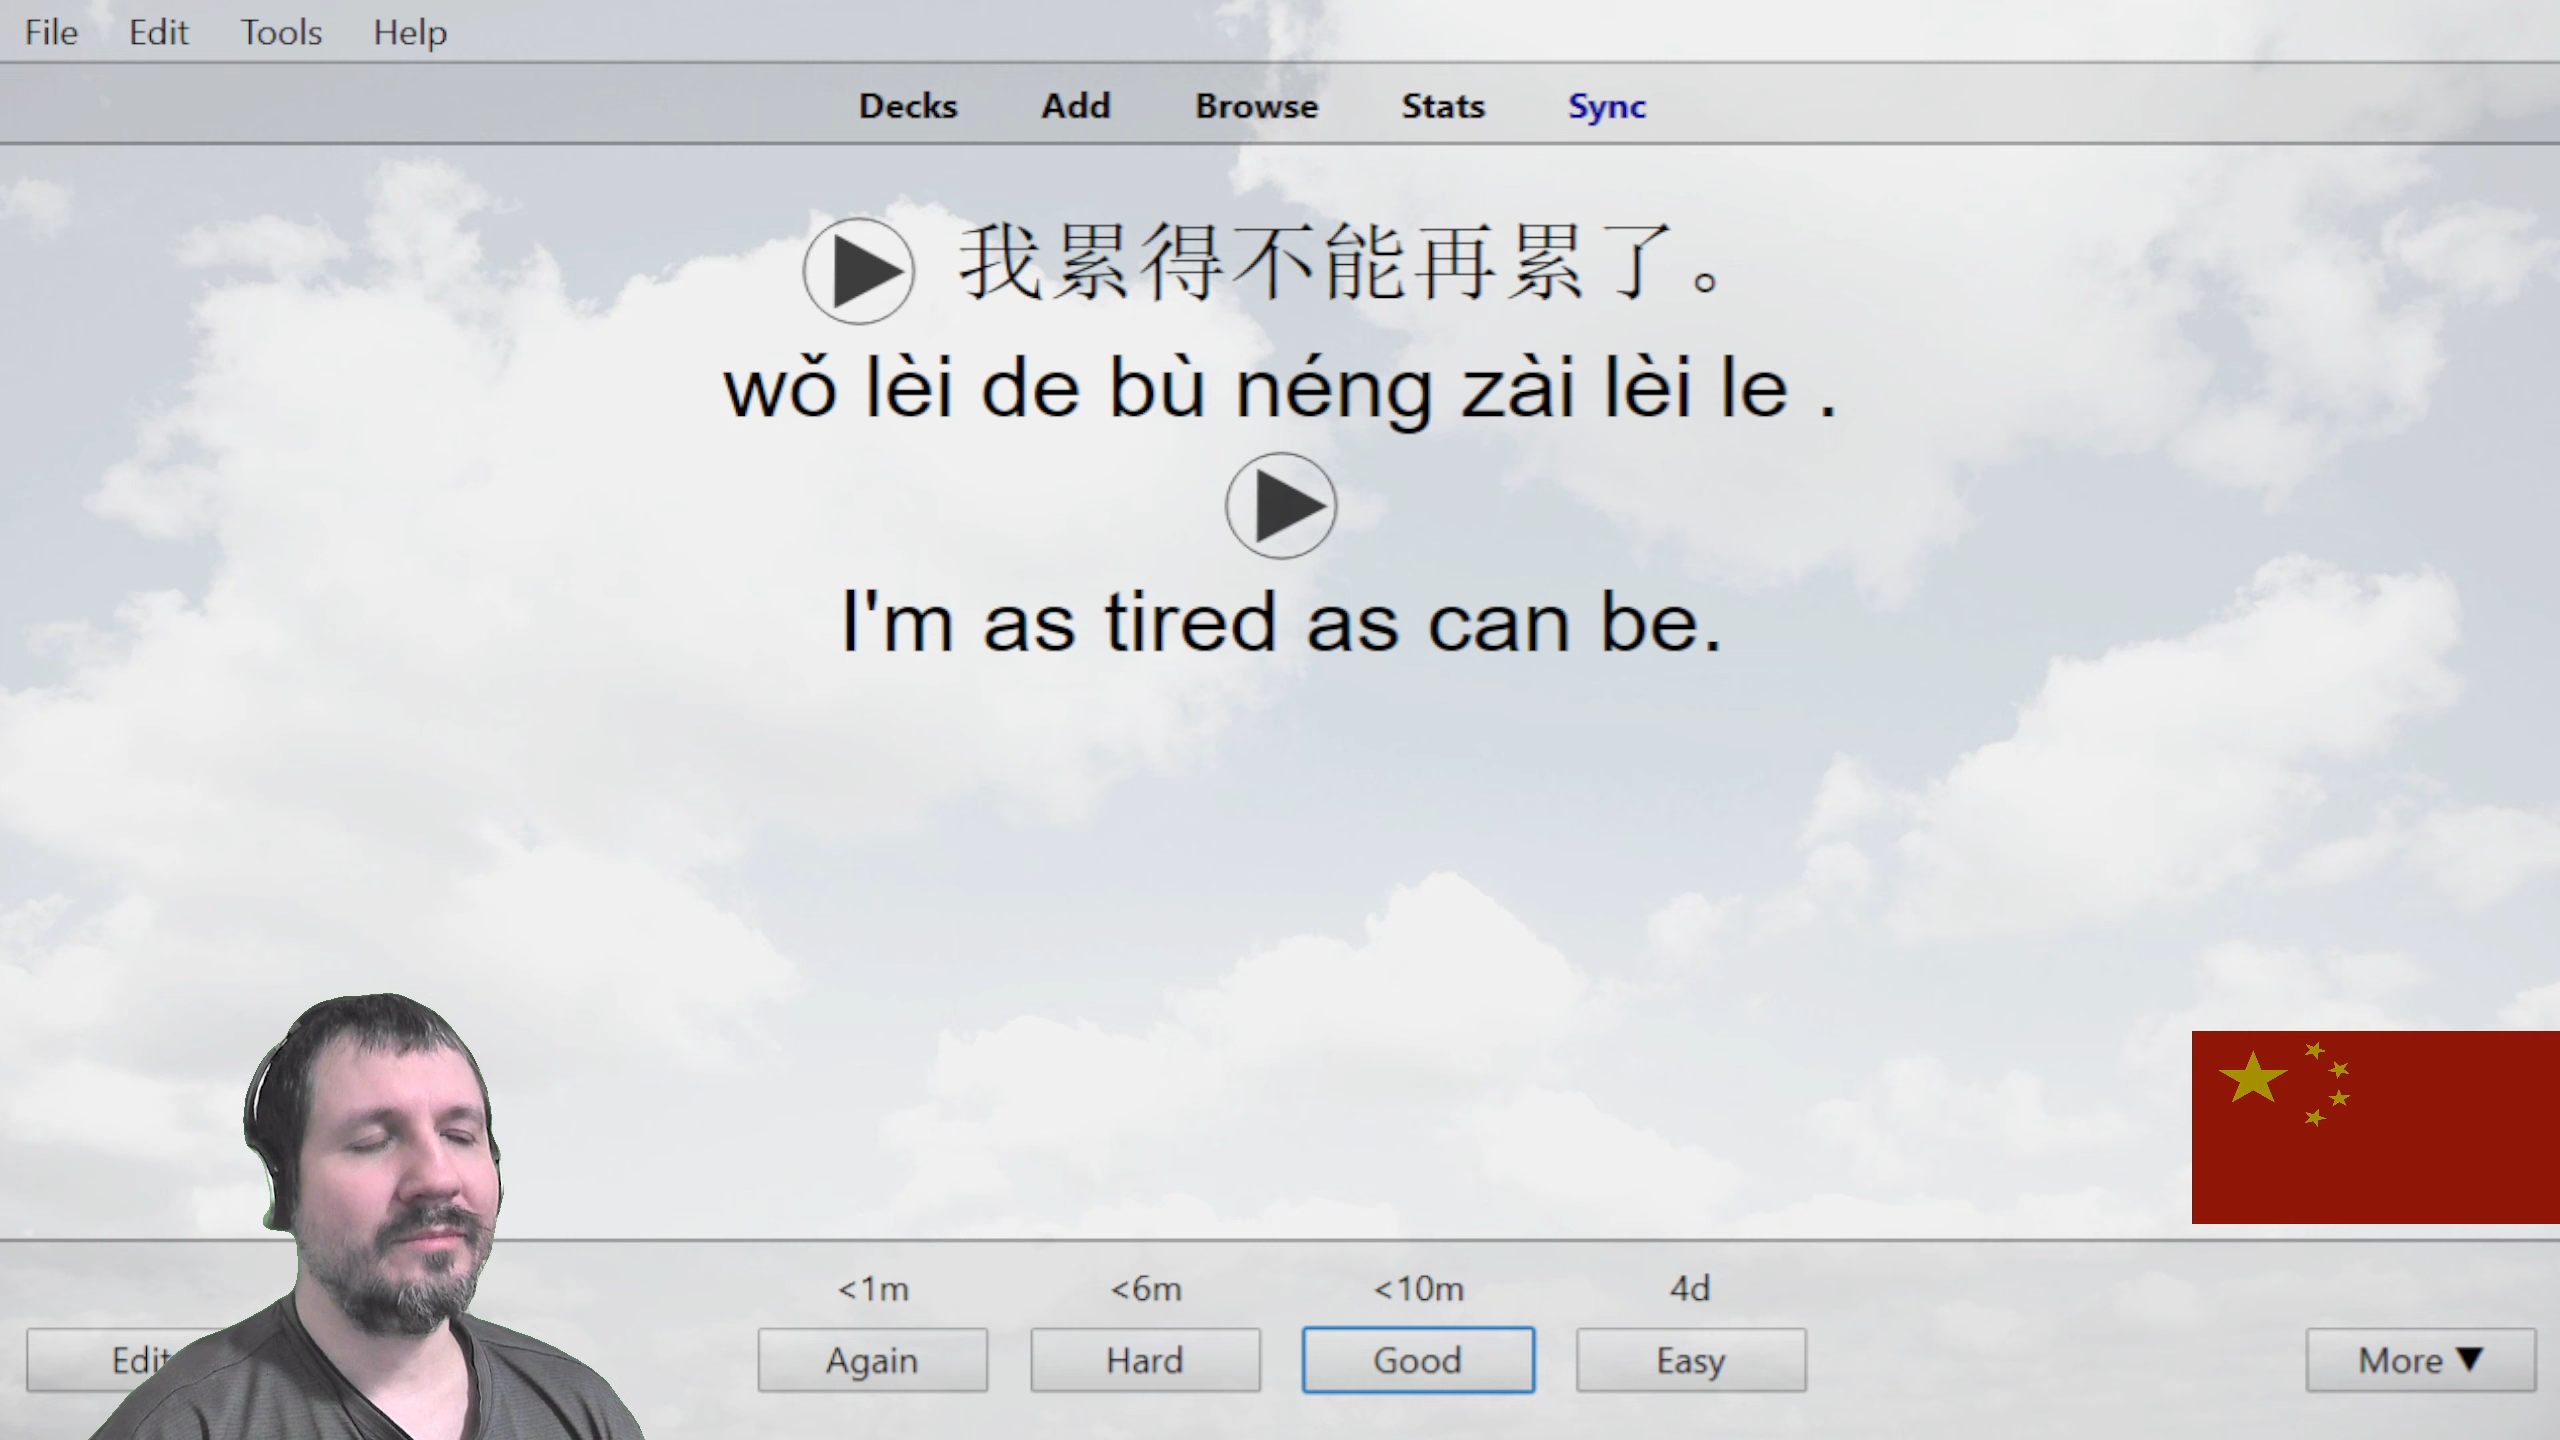 File Edit Tools Help
Decks Add Browse Stats Sync
我累得不能再累了。
wǒ lèi de bù néng zài lèi le .
I'm as tired as can be.
<1m <6m <10m 4d
Edit Again Hard Good Easy More ▼